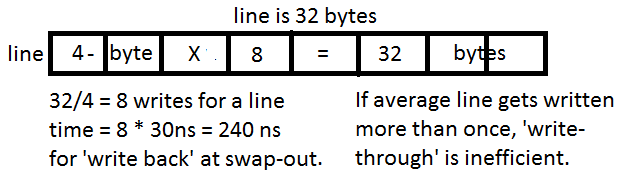 line is 32 bytes
line 4- byte X 8 = 32 bytes
32/4 = 8 writes for a line
time = 8 * 30ns = 240 ns
for 'write back' at swap-out.
If average line gets written
more than once, 'write-
through' is inefficient.